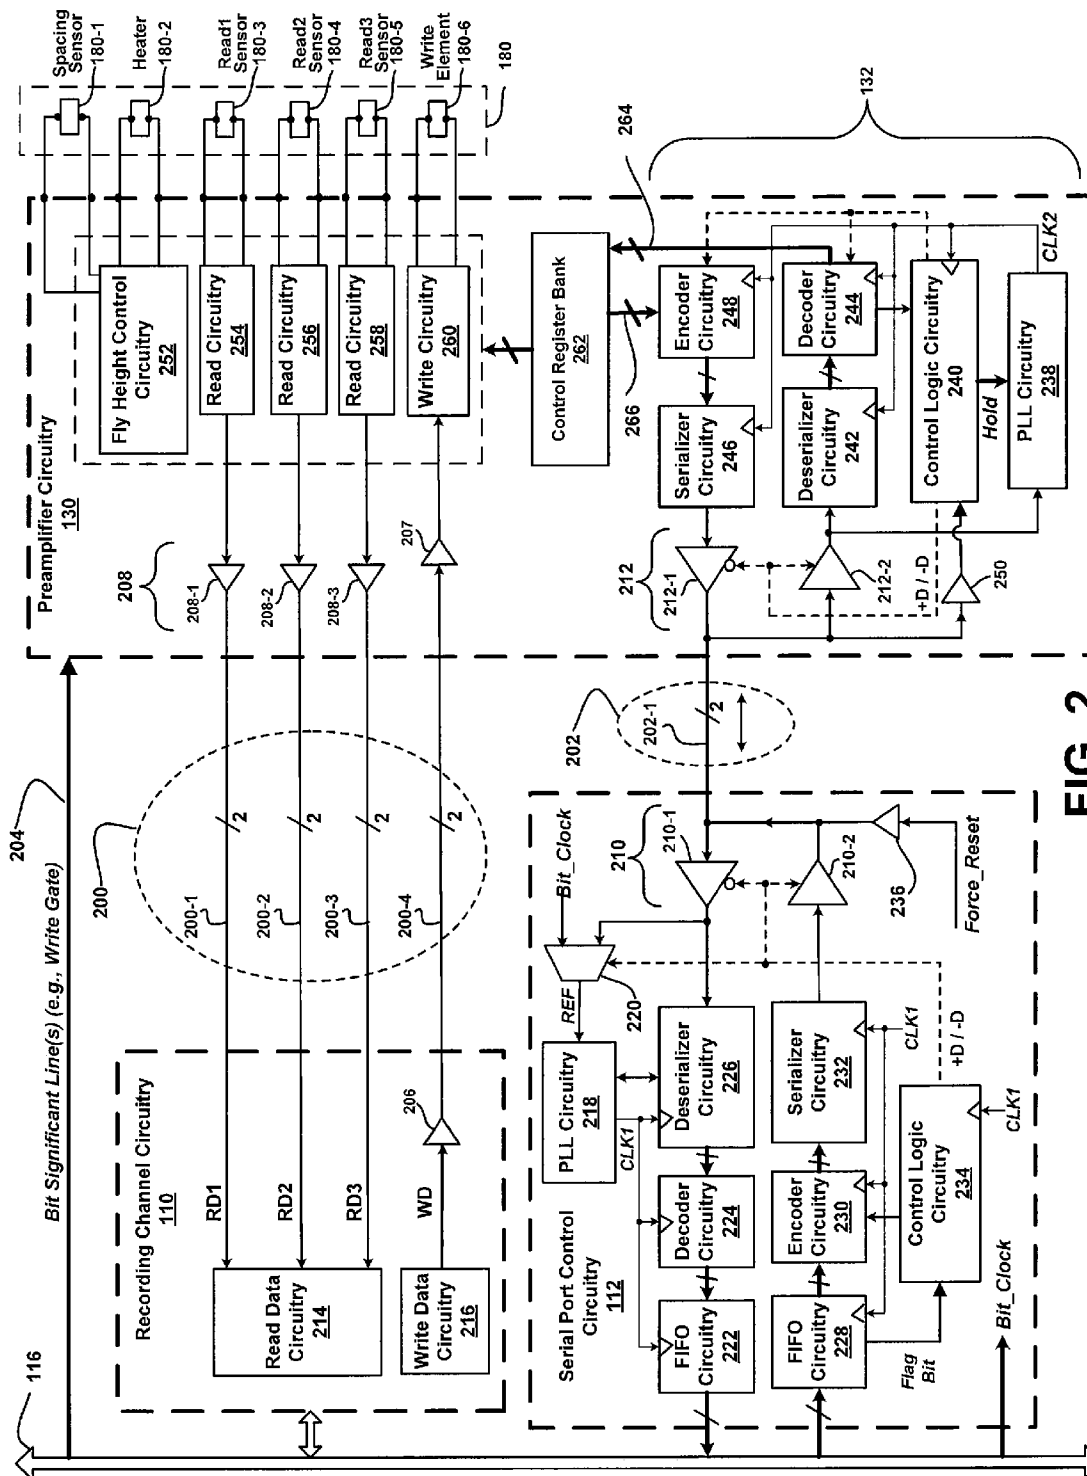 116
204
Bit Significant Line(s) (e.g., Write Gate)
Recording Channel Circuitry
110
Read Data
Circuitry
214
Write Data
Circuitry
216
RD1
RD2
RD3
WD
206
200
200-1
200-2
200-3
200-4
2
2
2
2
Preamplifier Circuitry
130
208
208-1
208-2
208-3
207
Fly Height Control
Circuitry
252
Read Circuitry
254
Read Circuitry
256
Read Circuitry
258
Write Circuitry
260
Spacing
Sensor
180-1
Heater
180-2
Read1
Sensor
180-3
Read2
Sensor
180-4
Read3
Sensor
180-5
Write
Element
180-6
180
Serial Port Control
Circuitry
112
FIFO
Circuitry
222
Decoder
Circuitry
224
Deserializer
Circuitry
226
PLL Circuitry
218
CLK1
REF
220
Bit_Clock
210
210-1
210-2
236
Force_Reset
FIFO
Circuitry
228
Encoder
Circuitry
230
Serializer
Circuitry
232
CLK1
Flag
Bit
Control Logic
Circuitry
234
+D / -D
CLK1
Bit_Clock
202
202-1
2
212
212-1
212-2
250
+D / -D
Control Register Bank
262
266
264
132
Serializer
Circuitry
246
Encoder
Circuitry
248
Deserializer
Circuitry
242
Decoder
Circuitry
244
Control Logic Circuitry
240
Hold
PLL Circuitry
238
CLK2
FIG. 2